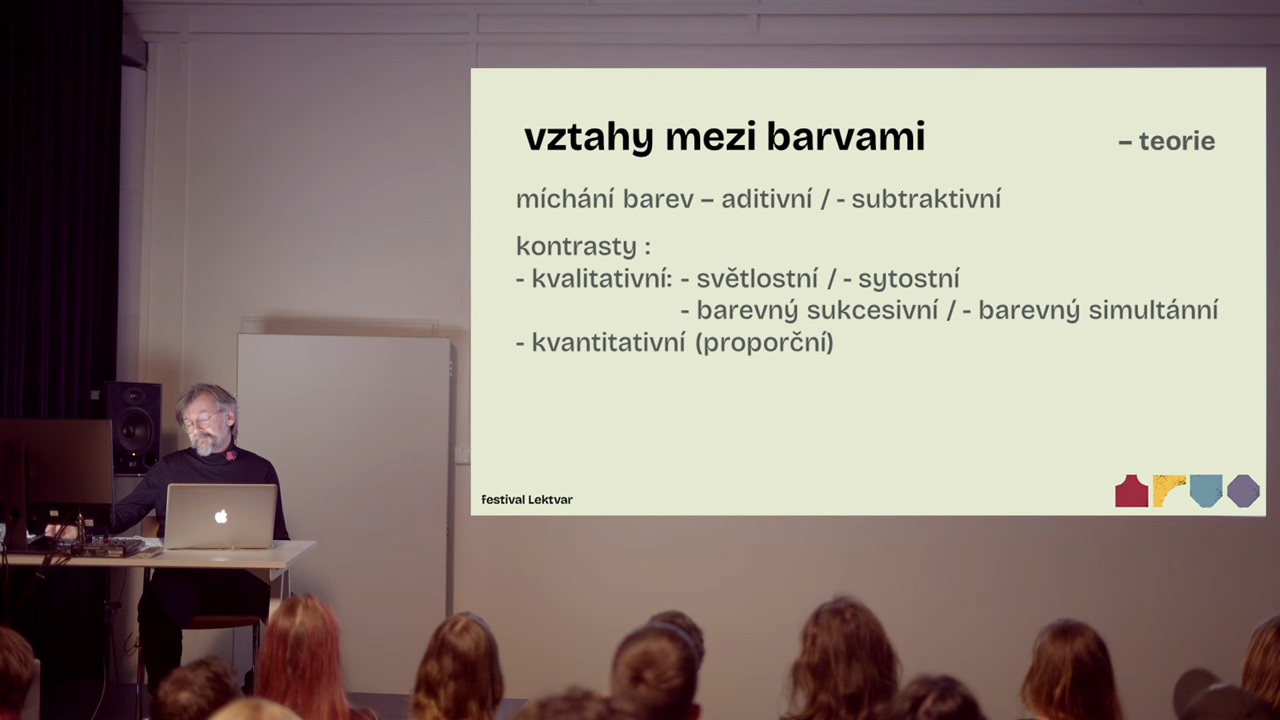 vztahy mezi barvami – teorie
míchání barev – aditivní / - subtraktivní
kontrasty :
- kvalitativní: - světlostní / - sytostní
- barevný sukcesivní / - barevný simultánní
- kvantitativní (proporční)
festival Lektvar